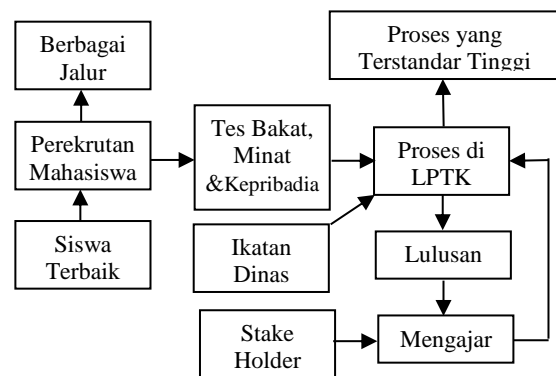 Berbagai
Jalur
Proses yang
Terstandar Tinggi
Perekrutan
Mahasiswa
Tes Bakat,
Minat
&Kepribadia
Proses di
LPTK
Siswa
Terbaik
Ikatan
Dinas
Lulusan
Stake
Holder
Mengajar